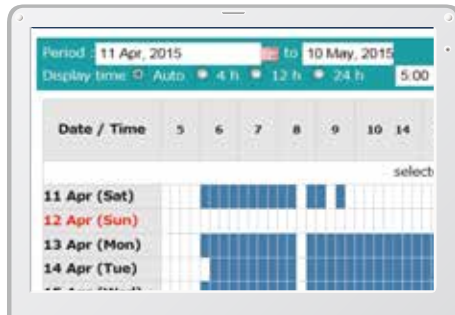 Period : 11 Apr, 2015 to 10 May, 2015
Display time Auto 4 h 12 h 24 h 5:00
Date / Time 5 6 7 8 9 10 14
select
11 Apr (Sat)
12 Apr (Sun)
13 Apr (Mon)
14 Apr (Tue)